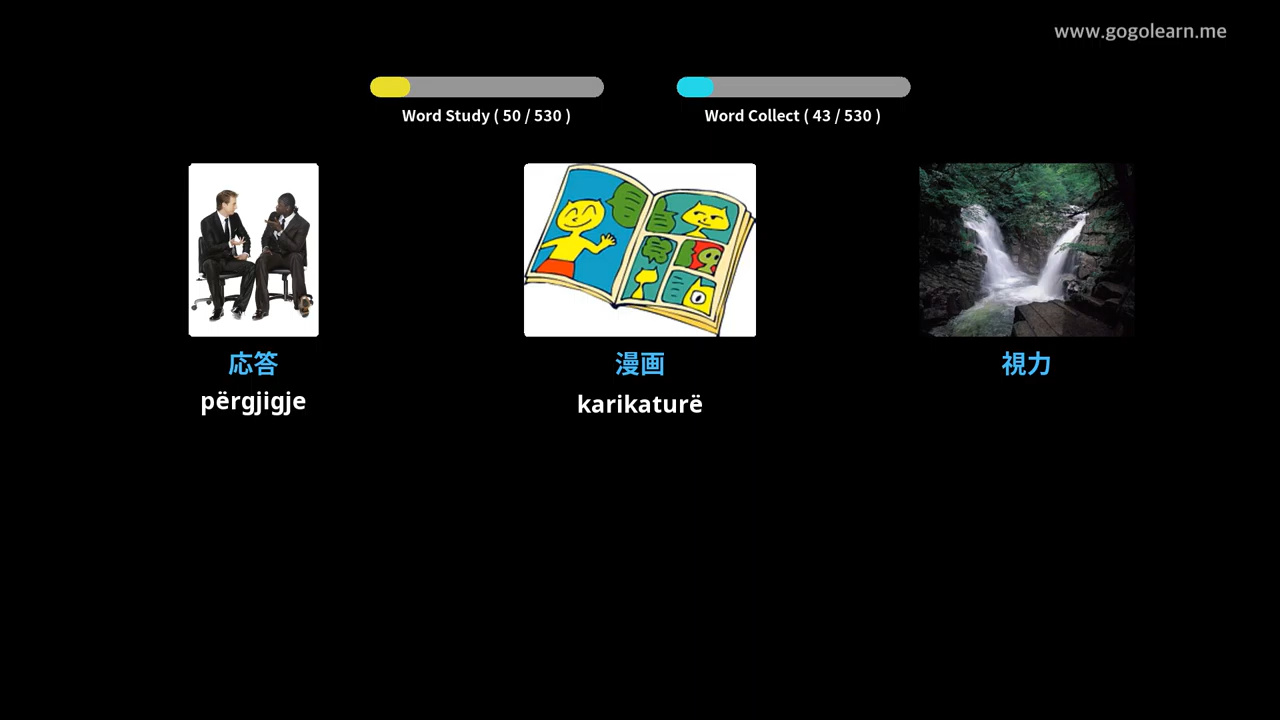 www.gogolearn.me
Word Study ( 50 / 530 )
Word Collect ( 43 / 530 )
応答
漫画
視力
përgjigje
karikaturë